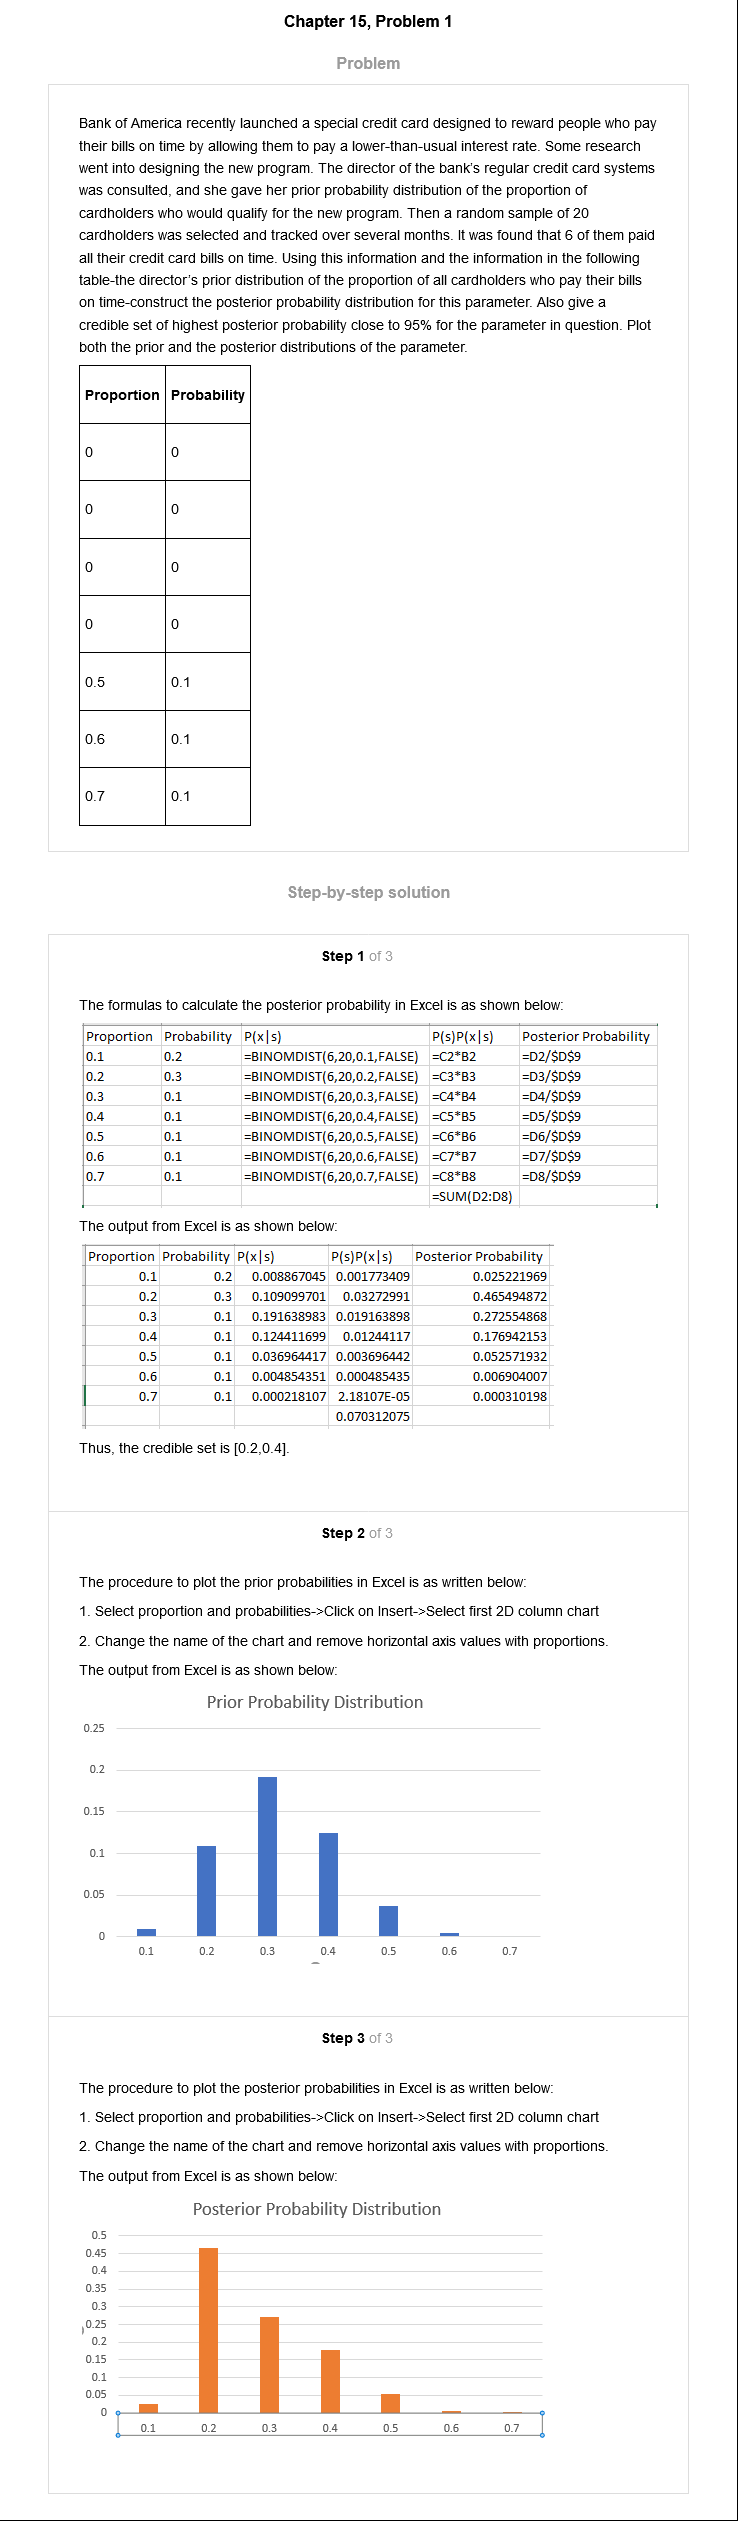 Chapter 15, Problem 1
Problem
Bank of America recently launched a special credit card designed to reward people who pay
their bills on time by allowing them to pay a lower-than-usual interest rate. Some research
went into designing the new program. The director of the bank's regular credit card systems
was consulted, and she gave her prior probability distribution of the proportion of
cardholders who would qualify for the new program. Then a random sample of 20
cardholders was selected and tracked over several months. It was found that 6 of them paid
all their credit card bills on time. Using this information and the information in the following
table-the director's prior distribution of the proportion of all cardholders who pay their bills
on time-construct the posterior probability distribution for this parameter. Also give a
credible set of highest posterior probability close to 95% for the parameter in question. Plot
both the prior and the posterior distributions of the parameter.
Proportion Probability
0 0
0 0
0 0
0 0
0.5 0.1
0.6 0.1
0.7 0.1
Step-by-step solution
Step 1 of 3
The formulas to calculate the posterior probability in Excel is as shown below:
Proportion Probability P(x|s) P(s)P(x|s) Posterior Probability
0.1 0.2 =BINOMDIST(6,20,0.1,FALSE) =C2*B2 =D2/$D$9
0.2 0.3 =BINOMDIST(6,20,0.2,FALSE) =C3*B3 =D3/$D$9
0.3 0.1 =BINOMDIST(6,20,0.3,FALSE) =C4*B4 =D4/$D$9
0.4 0.1 =BINOMDIST(6,20,0.4,FALSE) =C5*B5 =D5/$D$9
0.5 0.1 =BINOMDIST(6,20,0.5,FALSE) =C6*B6 =D6/$D$9
0.6 0.1 =BINOMDIST(6,20,0.6,FALSE) =C7*B7 =D7/$D$9
0.7 0.1 =BINOMDIST(6,20,0.7,FALSE) =C8*B8 =D8/$D$9
=SUM(D2:D8)
The output from Excel is as shown below:
Proportion Probability P(x|s) P(s)P(x|s) Posterior Probability
0.1 0.2 0.008867045 0.001773409 0.025221969
0.2 0.3 0.109099701 0.03272991 0.465494872
0.3 0.1 0.191638983 0.019163898 0.272554868
0.4 0.1 0.124411699 0.01244117 0.176942153
0.5 0.1 0.036964417 0.003696442 0.052571932
0.6 0.1 0.004854351 0.000485435 0.006904007
0.7 0.1 0.000218107 2.18107E-05 0.000310198
0.070312075
Thus, the credible set is [0.2,0.4].
Step 2 of 3
The procedure to plot the prior probabilities in Excel is as written below:
1. Select proportion and probabilities->Click on Insert->Select first 2D column chart
2. Change the name of the chart and remove horizontal axis values with proportions.
The output from Excel is as shown below:
Prior Probability Distribution
0.25
0.2
0.15
0.1
0.05
0
0.1 0.2 0.3 0.4 0.5 0.6 0.7
Step 3 of 3
The procedure to plot the posterior probabilities in Excel is as written below:
1. Select proportion and probabilities->Click on Insert->Select first 2D column chart
2. Change the name of the chart and remove horizontal axis values with proportions.
The output from Excel is as shown below:
Posterior Probability Distribution
0.5
0.45
0.4
0.35
0.3
0.25
0.2
0.15
0.1
0.05
0
0.1 0.2 0.3 0.4 0.5 0.6 0.7